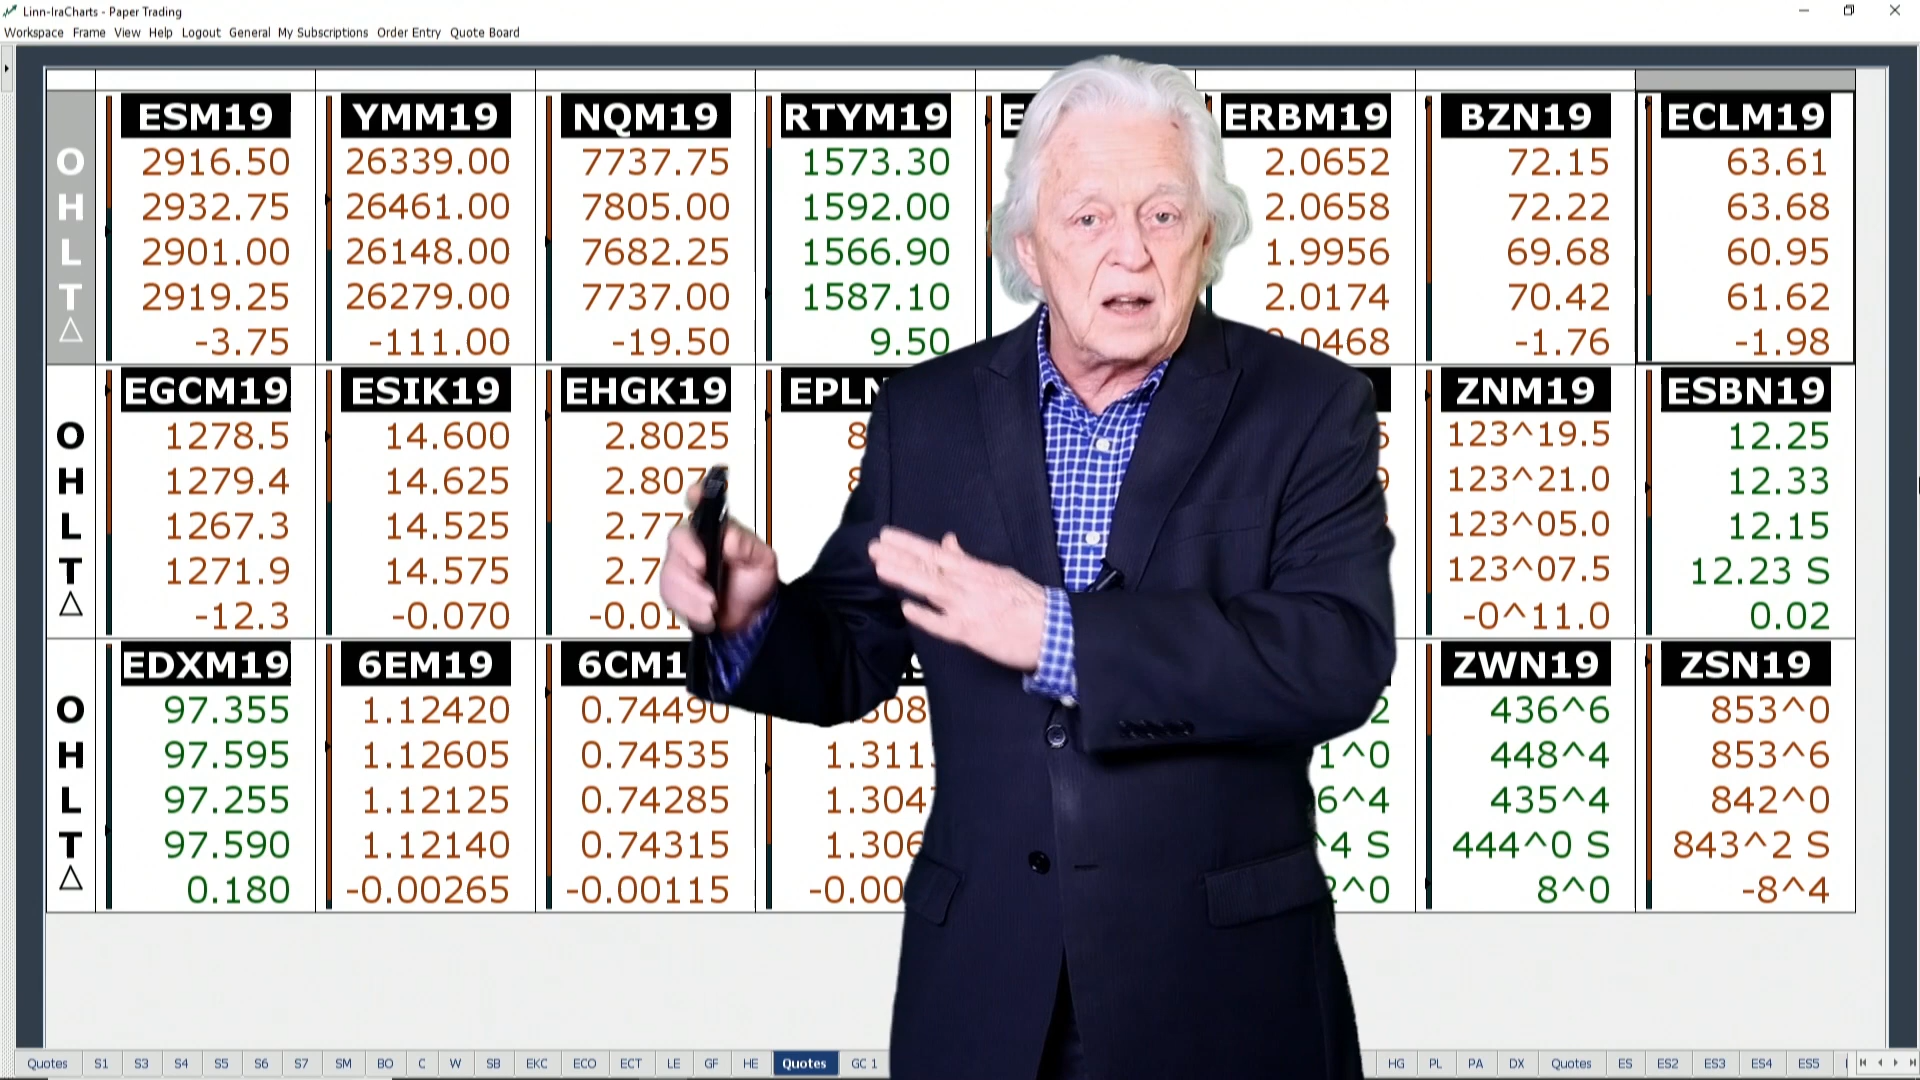 Linn-IraCharts - Paper Trading
Workspace Frame View Help Logout General My Subscriptions Order Entry Quote Board
ESM19 YMM19 NQM19 RTYM19 ERBM19 BZN19 ECLM19
O 2916.50 26339.00 7737.75 1573.30 2.0652 72.15 63.61
H 2932.75 26461.00 7805.00 1592.00 2.0658 72.22 63.68
L 2901.00 26148.00 7682.25 1566.90 1.9956 69.68 60.95
T 2919.25 26279.00 7737.00 1587.10 2.0174 70.42 61.62
△ -3.75 -111.00 -19.50 9.50 -1.76 -1.98
EGCM19 ESIK19 EHGK19 ZNM19 ESBN19
O 1278.5 14.600 2.8025 123^19.5 12.25
H 1279.4 14.625 123^21.0 12.33
L 1267.3 14.525 123^05.0 12.15
T 1271.9 14.575 123^07.5 12.23 S
△ -12.3 -0.070 -0^11.0 0.02
EDXM19 6EM19 ZWN19 ZSN19
O 97.355 1.12420 0.74490 436^6 853^0
H 97.595 1.12605 0.74535 448^4 853^6
L 97.255 1.12125 0.74285 435^4 842^0
T 97.590 1.12140 0.74315 444^0 S 843^2 S
△ 0.180 -0.00265 -0.00115 8^0 -8^4
Quotes S1 S3 S4 S5 S6 S7 SM BO C W SB EKC ECO ECT LE GF HE Quotes GC 1 HG PL PA DX Quotes ES ES2 ES3 ES4 ES5